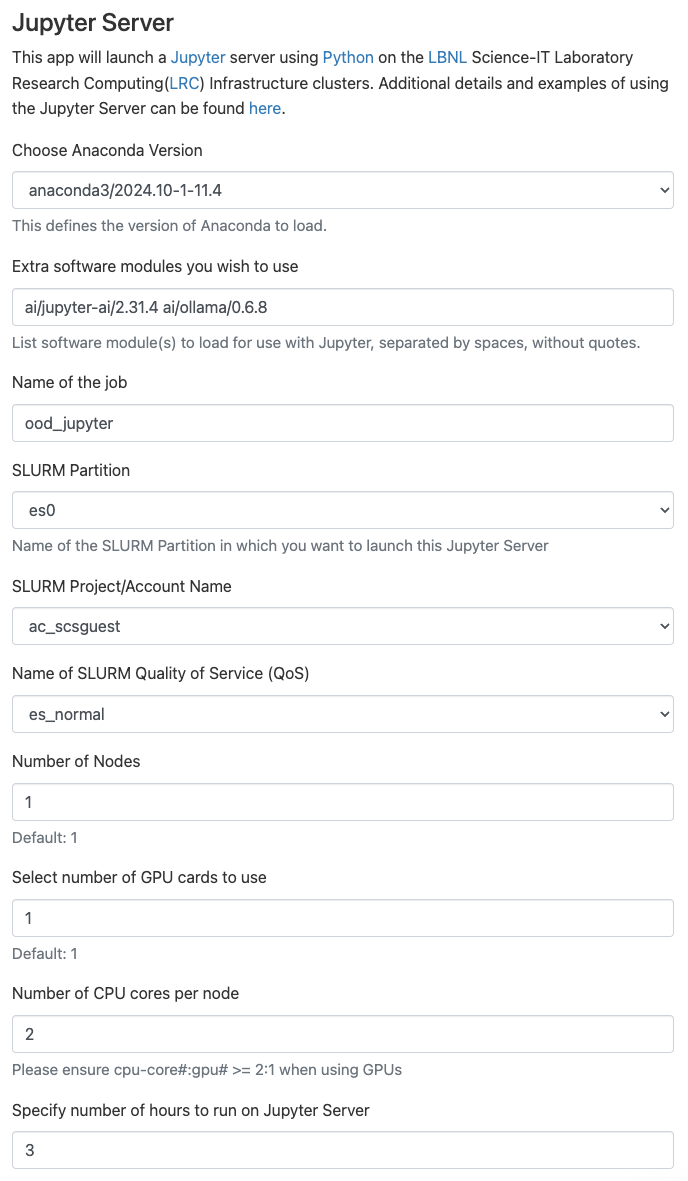 Jupyter Server
This app will launch a Jupyter server using Python on the LBNL Science-IT Laboratory
Research Computing(LRC) Infrastructure clusters. Additional details and examples of using
the Jupyter Server can be found here.
Choose Anaconda Version
anaconda3/2024.10-1-11.4
This defines the version of Anaconda to load.
Extra software modules you wish to use
ai/jupyter-ai/2.31.4 ai/ollama/0.6.8
List software module(s) to load for use with Jupyter, separated by spaces, without quotes.
Name of the job
ood_jupyter
SLURM Partition
es0
Name of the SLURM Partition in which you want to launch this Jupyter Server
SLURM Project/Account Name
ac_scsguest
Name of SLURM Quality of Service (QoS)
es_normal
Number of Nodes
1
Default: 1
Select number of GPU cards to use
1
Default: 1
Number of CPU cores per node
2
Please ensure cpu-core#:gpu# >= 2:1 when using GPUs
Specify number of hours to run on Jupyter Server
3